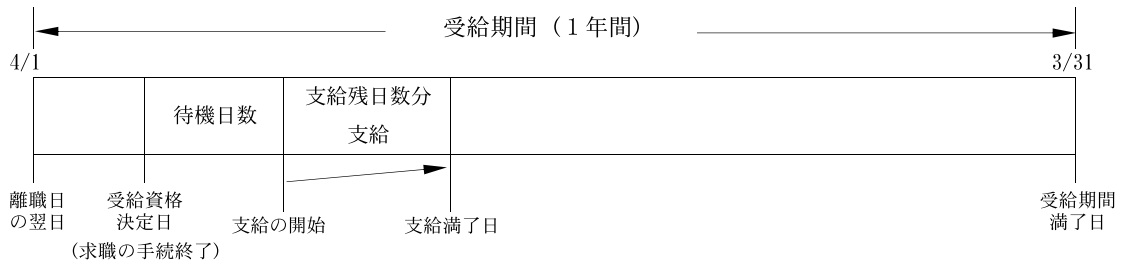 受給期間（１年間）
4/1
3/31
待機日数
支給残日数分
支給
離職日
の翌日
受給資格
決定日
(求職の手続終了)
支給の開始
支給満了日
受給期間
満了日